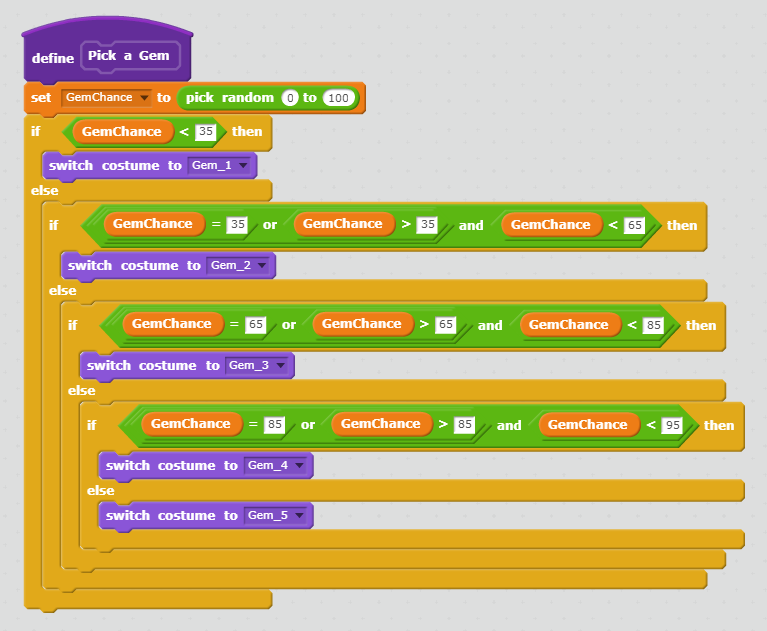 define Pick a Gem
set GemChance to pick random 0 to 100
if GemChance < 35 then
switch costume to Gem_1
else
if GemChance = 35 or GemChance > 35 and GemChance < 65 then
switch costume to Gem_2
else
if GemChance = 65 or GemChance > 65 and GemChance < 85 then
switch costume to Gem_3
else
if GemChance = 85 or GemChance > 85 and GemChance < 95 then
switch costume to Gem_4
else
switch costume to Gem_5